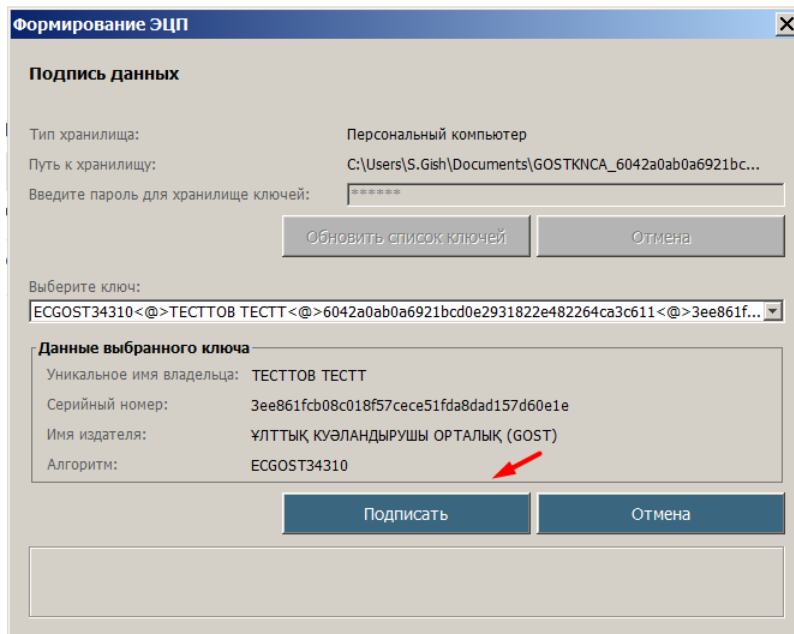 Формирование ЭЦП
Подпись данных
Тип хранилища: Персональный компьютер
Путь к хранилищу: C:\Users\S.Gish\Documents\GOSTKNCA_6042a0ab0a6921bc...
Введите пароль для хранилище ключей: ******
Обновить список ключей Отмена
Выберите ключ:
ECGOST34310<@>ТЕСТТОВ ТЕСТТ<@>6042a0ab0a6921bcd0e2931822e482264ca3c611<@>3ee861f...
Данные выбранного ключа
Уникальное имя владельца: ТЕСТТОВ ТЕСТТ
Серийный номер: 3ee861fcb08c018f57cece51fda8dad157d60e1e
Имя издателя: ҰЛТТЫҚ КУӘЛАНДЫРУШЫ ОРТАЛЫҚ (GOST)
Алгоритм: ECGOST34310
Подписать Отмена